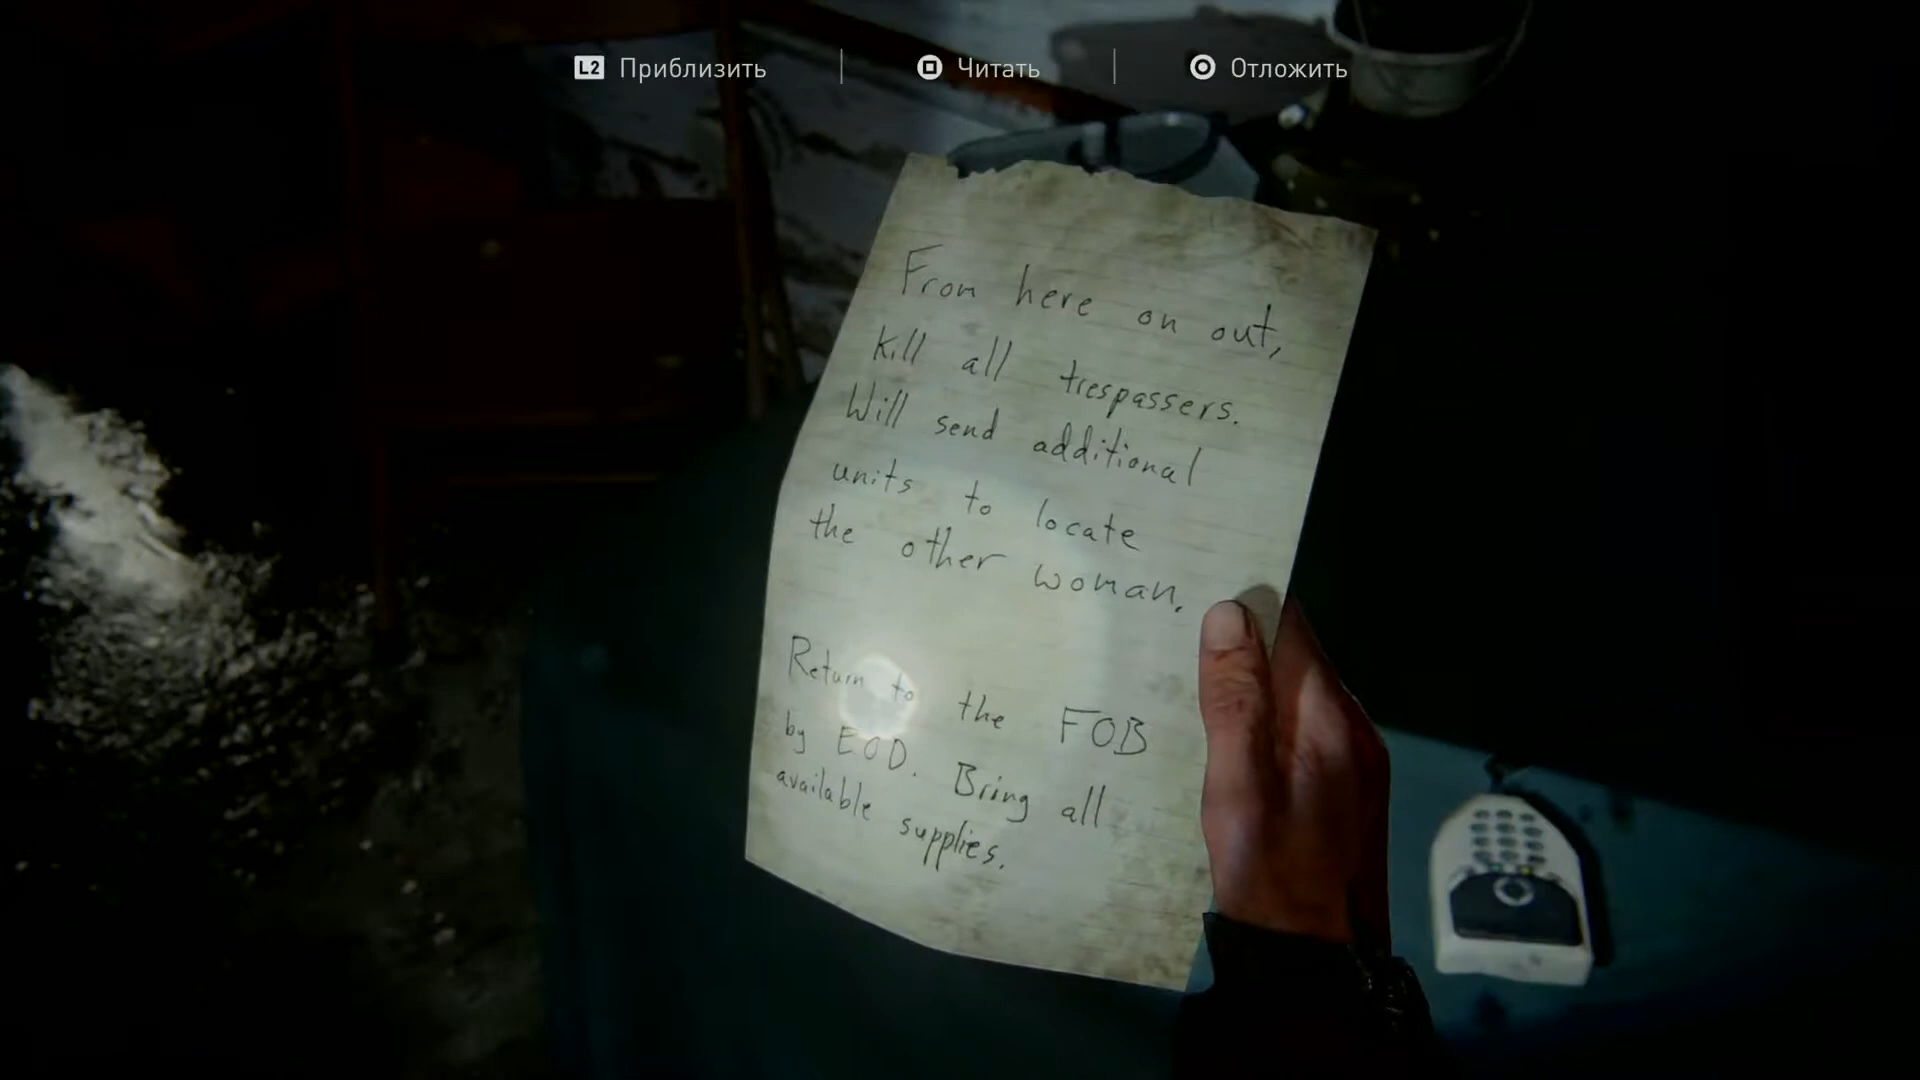 L2 Приблизить | Читать | Отложить
From here on out,
kill all trespassers.
Will send additional
units to locate
the other woman.
Return to the FOB
by EOD. Bring all
available supplies.